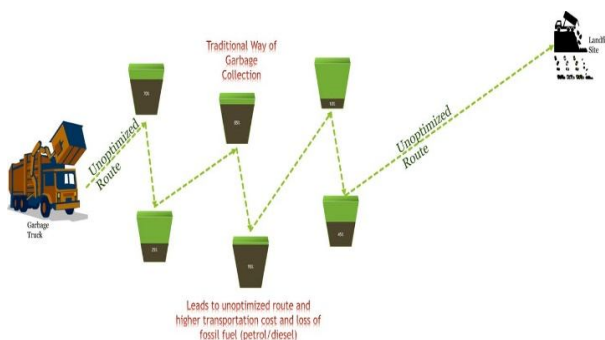 Traditional Way of
Garbage
Collection
Landfill
Site
Unoptimized
Route
Unoptimized
Route
Garbage
Truck
Leads to unoptimized route and
higher transportation cost and loss of
fossil fuel (petrol/diesel)